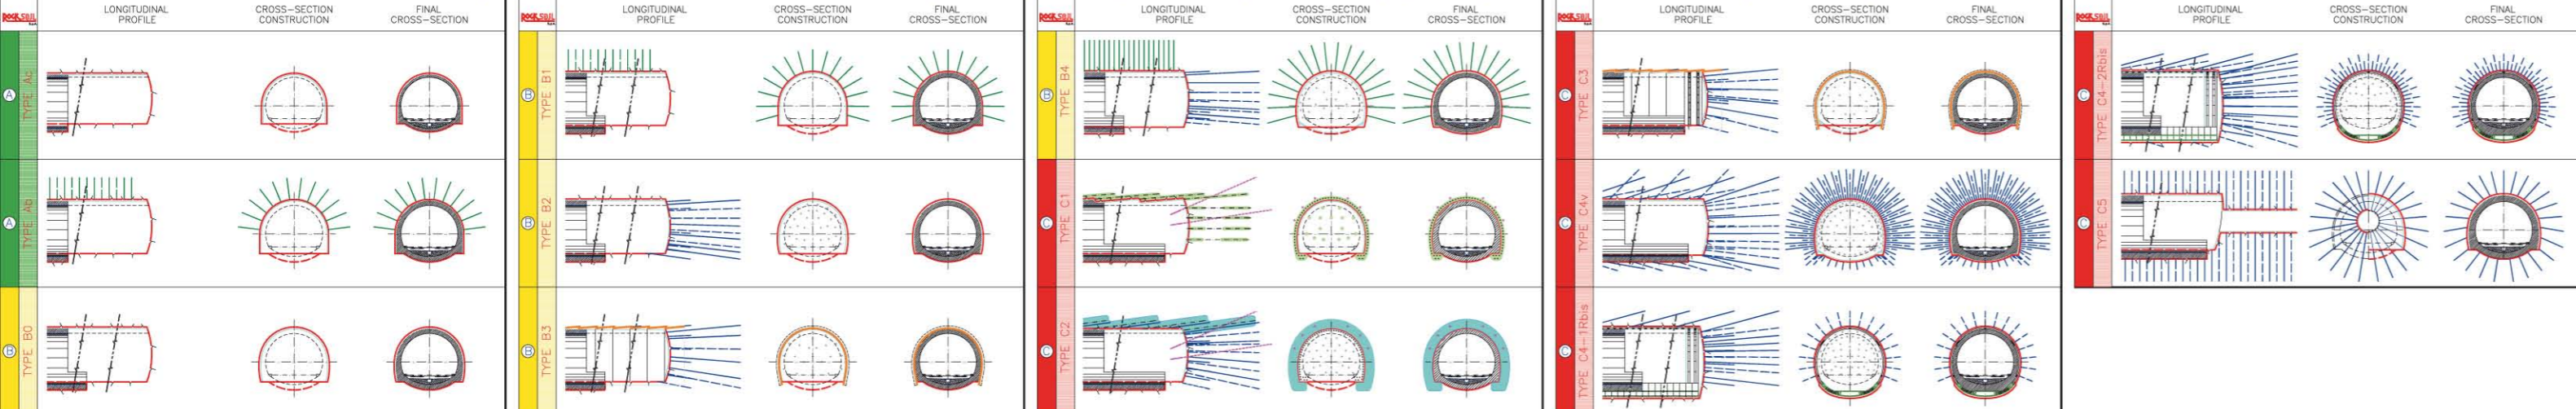 ROCKSOIL
LONGITUDINAL
PROFILE
CROSS-SECTION
CONSTRUCTION
FINAL
CROSS-SECTION
A
TYPE Ac
A
TYPE Ab
B
TYPE B0
ROCKSOIL
LONGITUDINAL
PROFILE
CROSS-SECTION
CONSTRUCTION
FINAL
CROSS-SECTION
B
TYPE B1
B
TYPE B2
B
TYPE B3
ROCKSOIL
LONGITUDINAL
PROFILE
CROSS-SECTION
CONSTRUCTION
FINAL
CROSS-SECTION
B
TYPE B4
C
TYPE C1
C
TYPE C2
ROCKSOIL
LONGITUDINAL
PROFILE
CROSS-SECTION
CONSTRUCTION
FINAL
CROSS-SECTION
C
TYPE C3
C
TYPE C4v
C
TYPE C4-1Rbis
ROCKSOIL
LONGITUDINAL
PROFILE
CROSS-SECTION
CONSTRUCTION
FINAL
CROSS-SECTION
C
TYPE C4-2Rbis
C
TYPE C5